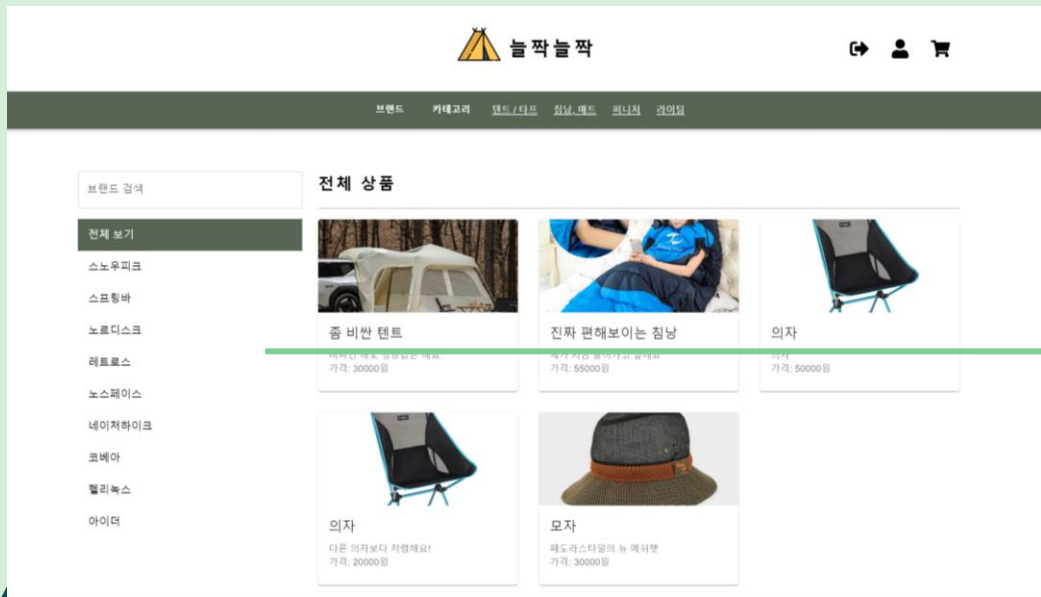 늘짝늘짝
브랜드 카테고리 텐트 / 타프 침낭, 매트 퍼니처 라이팅
브랜드 검색
전체 보기
스노우피크
스프링바
노르디스크
레트로스
노스페이스
네이처하이크
코베아
헬리녹스
아이더
전체 상품
좀 비싼 텐트
가격: 30000원
진짜 편해보이는 침낭
가격: 55000원
의자
의자
가격: 50000원
의자
다른 의자보다 저렴해요!
가격: 20000원
모자
페도라스타일의 뉴 메쉬햇
가격: 30000원